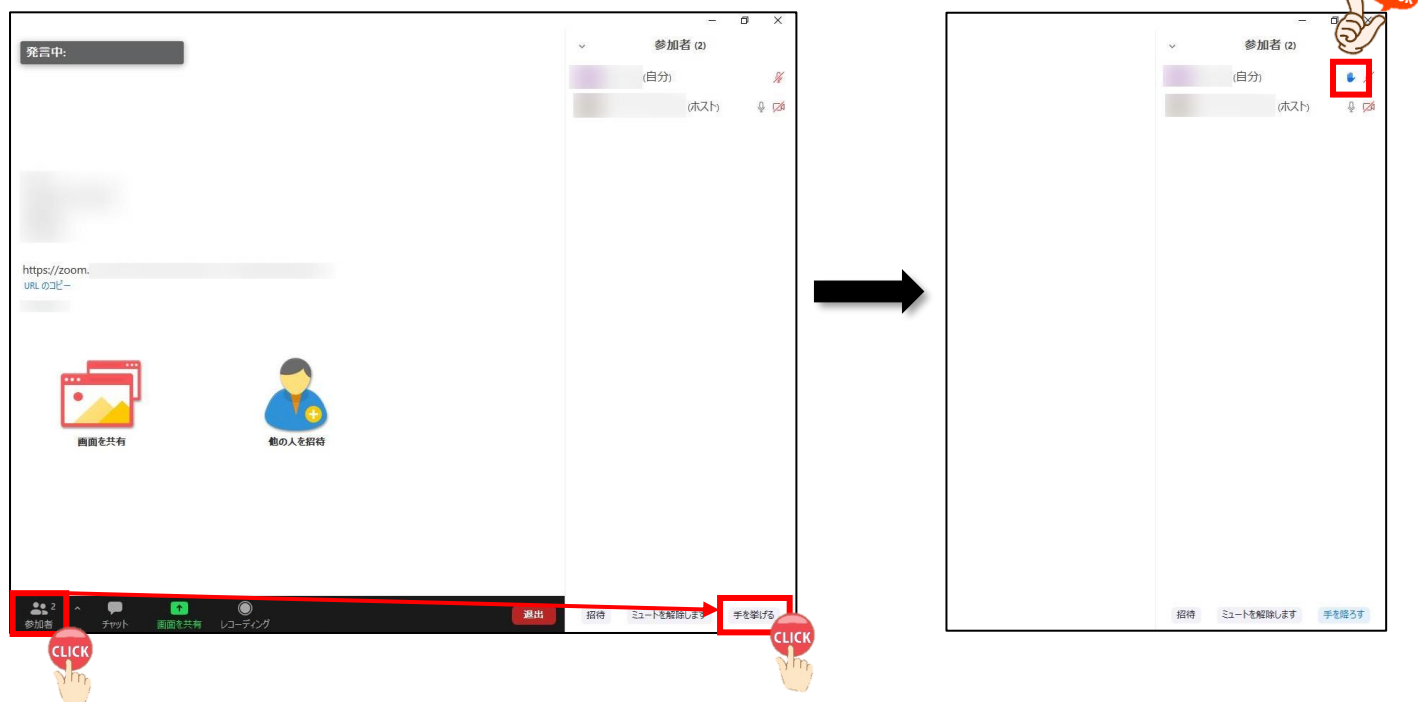 発言中:
参加者 (2)
(自分)
(ホスト)
https://zoom.
URL のコピー
画面を共有
他の人を招待
2
参加者
チャット
画面を共有
レコーディング
退出
招待
ミュートを解除します
手を挙げる
CLICK
CLICK
参加者 (2)
(自分)
(ホスト)
招待
ミュートを解除します
手を降ろす